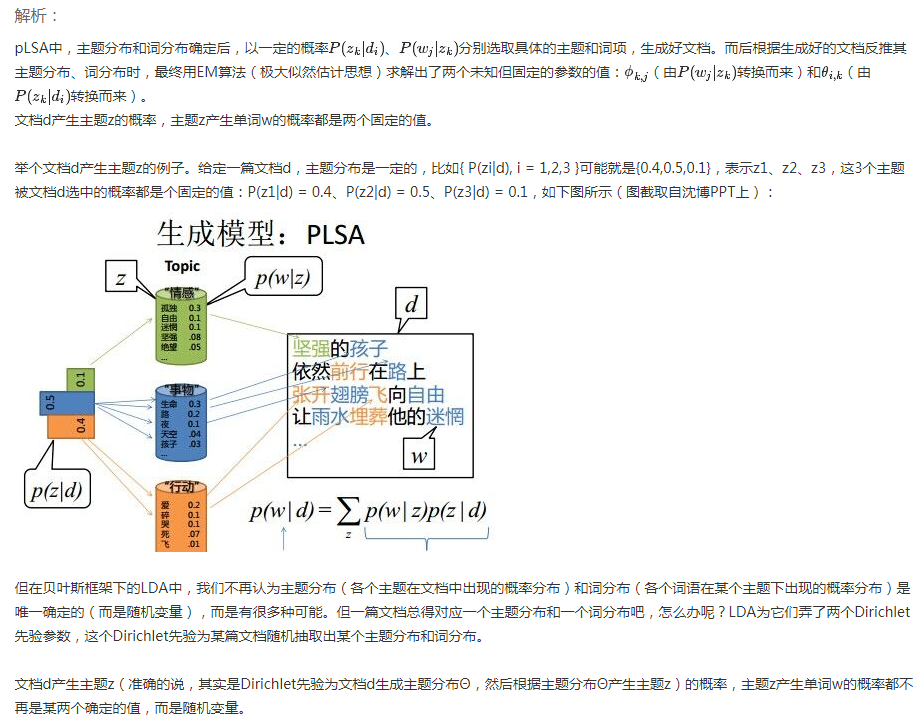 解析：
pLSA中，主题分布和词分布确定后，以一定的概率P(z_k|d_i)、P(w_j|z_k)分别选取具体的主题和词项，生成好文档。而后根据生成好的文档反推其
主题分布、词分布时，最终用EM算法（极大似然估计思想）求解出了两个未知但固定的参数的值：ϕ_{k,j}（由P(w_j|z_k)转换而来）和θ_{i,k}（由
P(z_k|d_i)转换而来）。
文档d产生主题z的概率，主题z产生单词w的概率都是两个固定的值。
举个文档d产生主题z的例子。给定一篇文档d，主题分布是一定的，比如{ P(zi|d), i = 1,2,3 }可能就是{0.4,0.5,0.1}，表示z1、z2、z3，这3个主题
被文档d选中的概率都是个固定的值：P(z1|d) = 0.4、P(z2|d) = 0.5、P(z3|d) = 0.1，如下图所示（图截取自沈博PPT上）：
生成模型：PLSA
Topic
z
p(w|z)
"情感"
孤独 0.3
自由 0.1
迷惘 0.1
坚强 .08
绝望 .05
...
d
坚强的孩子
依然前行在路上
张开翅膀飞向自由
让雨水埋葬他的迷惘
...
w
0.1
0.5
0.4
p(z|d)
"事物"
生命 0.3
路 0.2
夜 0.1
天空 .04
孩子 .03
...
"行动"
爱 0.2
碎 0.1
哭 0.1
死 .07
飞 .01
p(w|d) = ∑_z p(w|z)p(z|d)
但在贝叶斯框架下的LDA中，我们不再认为主题分布（各个主题在文档中出现的概率分布）和词分布（各个词语在某个主题下出现的概率分布）是
唯一确定的（而是随机变量），而是有很多种可能。但一篇文档总得对应一个主题分布和一个词分布吧，怎么办呢？LDA为它们弄了两个Dirichlet
先验参数，这个Dirichlet先验为某篇文档随机抽取出某个主题分布和词分布。
文档d产生主题z（准确的说，其实是Dirichlet先验为文档d生成主题分布Θ，然后根据主题分布Θ产生主题z）的概率，主题z产生单词w的概率都不
再是某两个确定的值，而是随机变量。